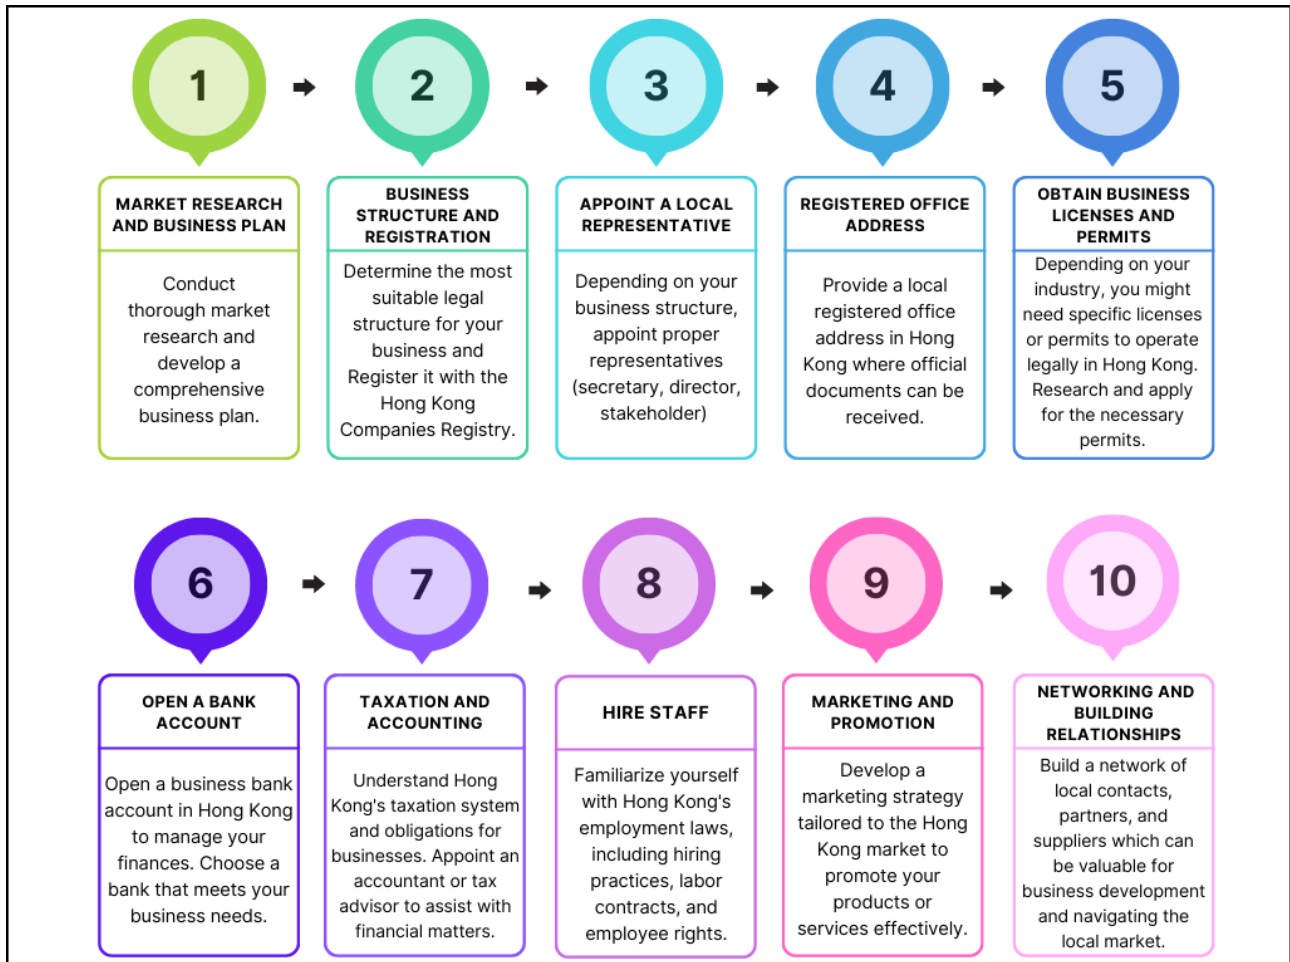 1
2
3
4
5
MARKET RESEARCH
AND BUSINESS PLAN
Conduct
thorough market
research and
develop a
comprehensive
business plan.
BUSINESS
STRUCTURE AND
REGISTRATION
Determine the most
suitable legal
structure for your
business and
Register it with the
Hong Kong
Companies Registry.
APPOINT A LOCAL
REPRESENTATIVE
Depending on your
business structure,
appoint proper
representatives
(secretary, director,
stakeholder)
REGISTERED OFFICE
ADDRESS
Provide a local
registered office
address in Hong
Kong where official
documents can be
received.
OBTAIN BUSINESS
LICENSES AND
PERMITS
Depending on your
industry, you might
need specific licenses
or permits to operate
legally in Hong Kong.
Research and apply
for the necessary
permits.
6
7
8
9
10
OPEN A BANK
ACCOUNT
Open a business bank
account in Hong Kong
to manage your
finances. Choose a
bank that meets your
business needs.
TAXATION AND
ACCOUNTING
Understand Hong
Kong's taxation system
and obligations for
businesses. Appoint an
accountant or tax
advisor to assist with
financial matters.
HIRE STAFF
Familiarize yourself
with Hong Kong's
employment laws,
including hiring
practices, labor
contracts, and
employee rights.
MARKETING AND
PROMOTION
Develop a
marketing strategy
tailored to the Hong
Kong market to
promote your
products or
services effectively.
NETWORKING AND
BUILDING
RELATIONSHIPS
Build a network of
local contacts,
partners, and
suppliers which can
be valuable for
business development
and navigating the
local market.